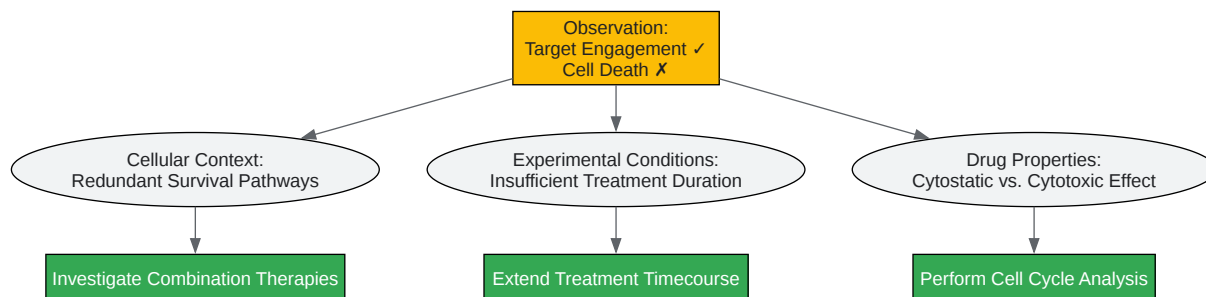 Observation:
Target Engagement ✓
Cell Death ✗
Cellular Context:
Redundant Survival Pathways
Experimental Conditions:
Insufficient Treatment Duration
Drug Properties:
Cytostatic vs. Cytotoxic Effect
Investigate Combination Therapies
Extend Treatment Timecourse
Perform Cell Cycle Analysis